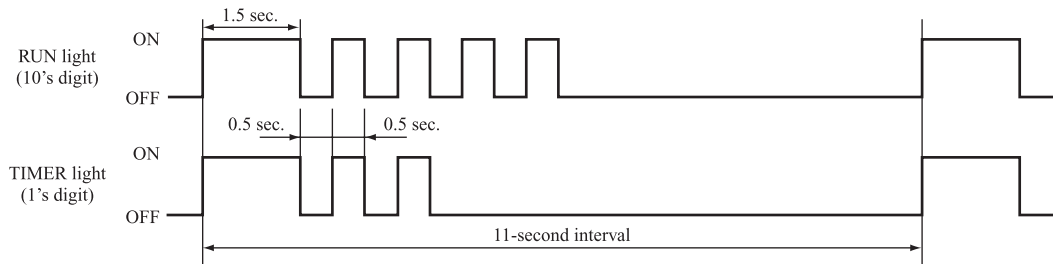 1.5 sec.
ON
RUN light
(10’s digit)
OFF
0.5 sec.
0.5 sec.
ON
TIMER light
(1’s digit)
OFF
11-second interval